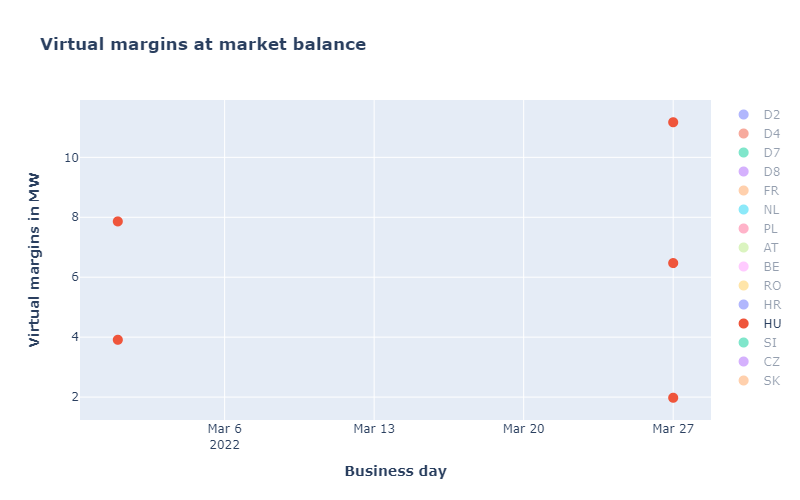 Virtual margins at market balance
Virtual margins in MW
10
8
6
4
2
Mar 6
2022
Mar 13
Mar 20
Mar 27
Business day
D2
D4
D7
D8
FR
NL
PL
AT
BE
RO
HR
HU
SI
CZ
SK